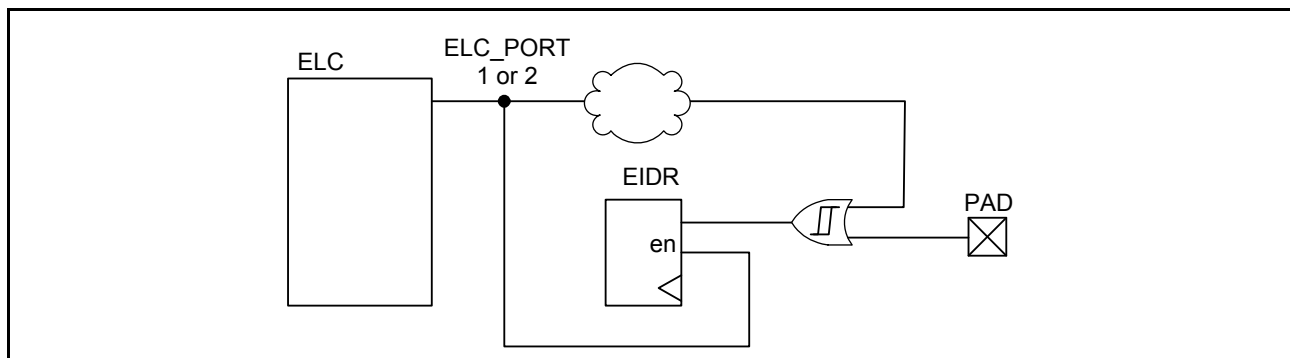 ELC
ELC_PORT
1 or 2
EIDR
en
PAD